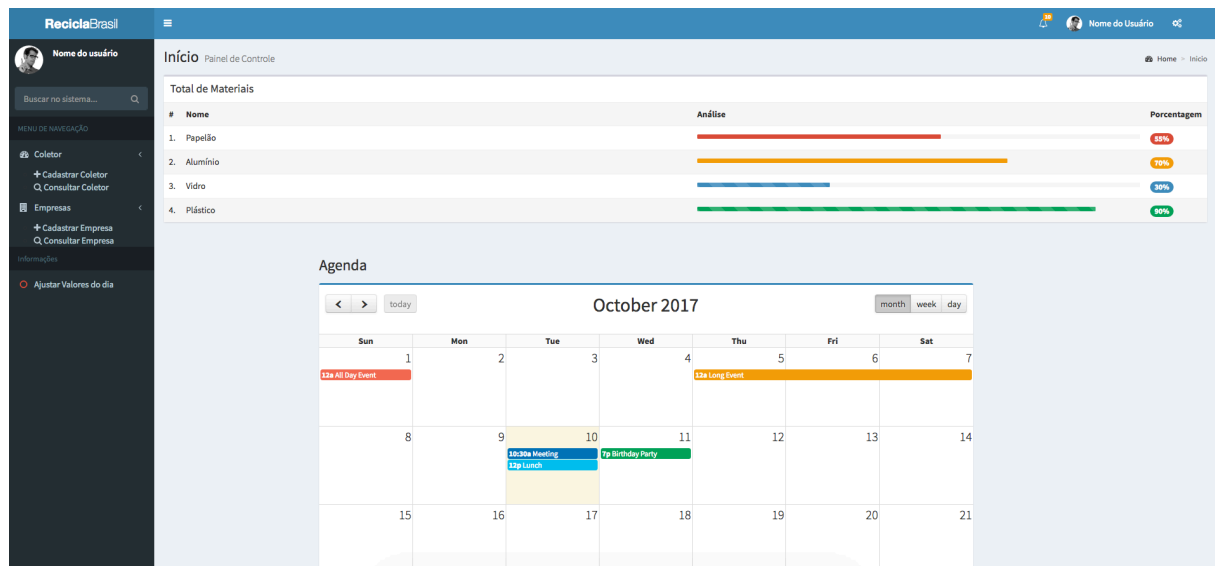 ReciclaBrasil
10
Nome do Usuário
Nome do usuário
Buscar no sistema...
MENU DE NAVEGAÇÃO
Coletor
Cadastrar Coletor
Consultar Coletor
Empresas
Cadastrar Empresa
Consultar Empresa
Informações
Ajustar Valores do dia
Início Painel de Controle
Home > Inicio
Total de Materiais
# Nome Análise Porcentagem
1. Papelão 55%
2. Alumínio 70%
3. Vidro 30%
4. Plástico 90%
Agenda
today October 2017 month week day
Sun Mon Tue Wed Thu Fri Sat
1 2 3 4 5 6 7
12a All Day Event 12a Long Event
8 9 10 11 12 13 14
10:30a Meeting 7p Birthday Party
12p Lunch
15 16 17 18 19 20 21